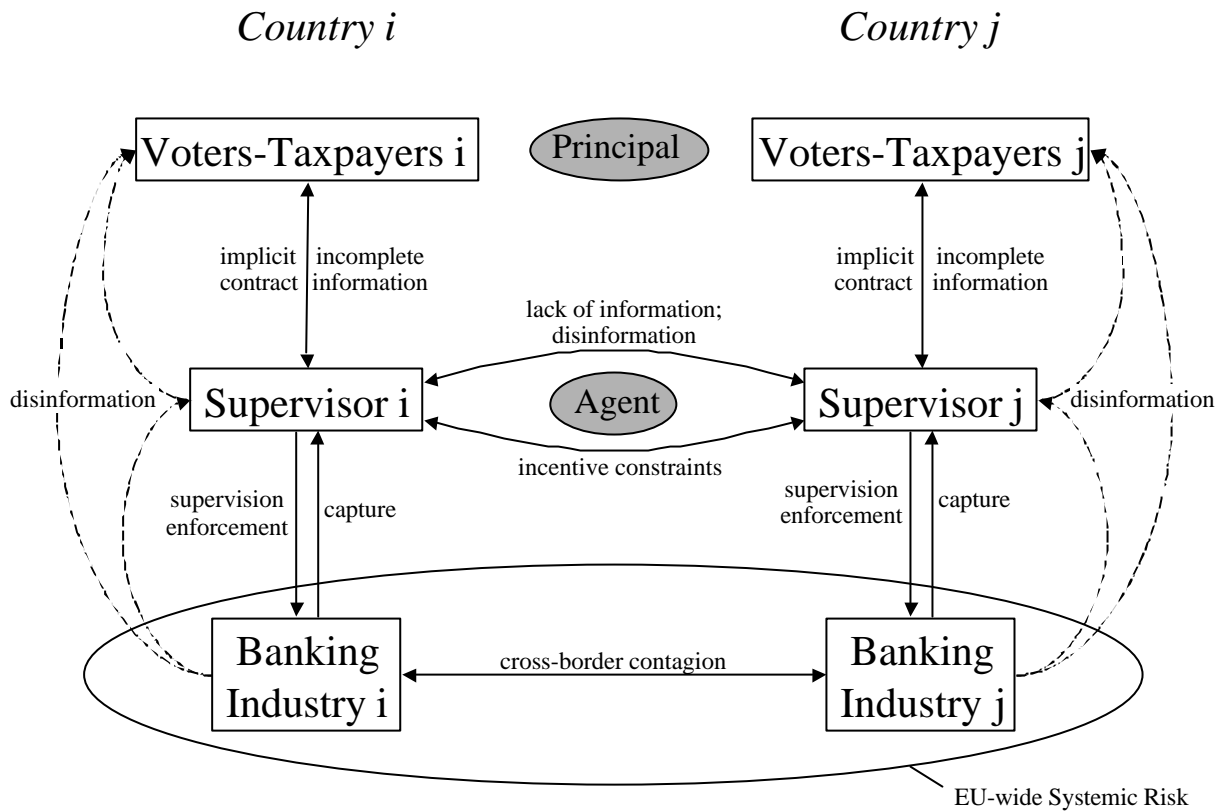 Country i
Country j
Voters-Taxpayers i
Principal
Voters-Taxpayers j
implicit
contract
incomplete
information
implicit
contract
incomplete
information
lack of information;
disinformation
disinformation
Supervisor i
Agent
Supervisor j
disinformation
incentive constraints
supervision
enforcement
capture
supervision
enforcement
capture
Banking
Industry i
cross-border contagion
Banking
Industry j
EU-wide Systemic Risk